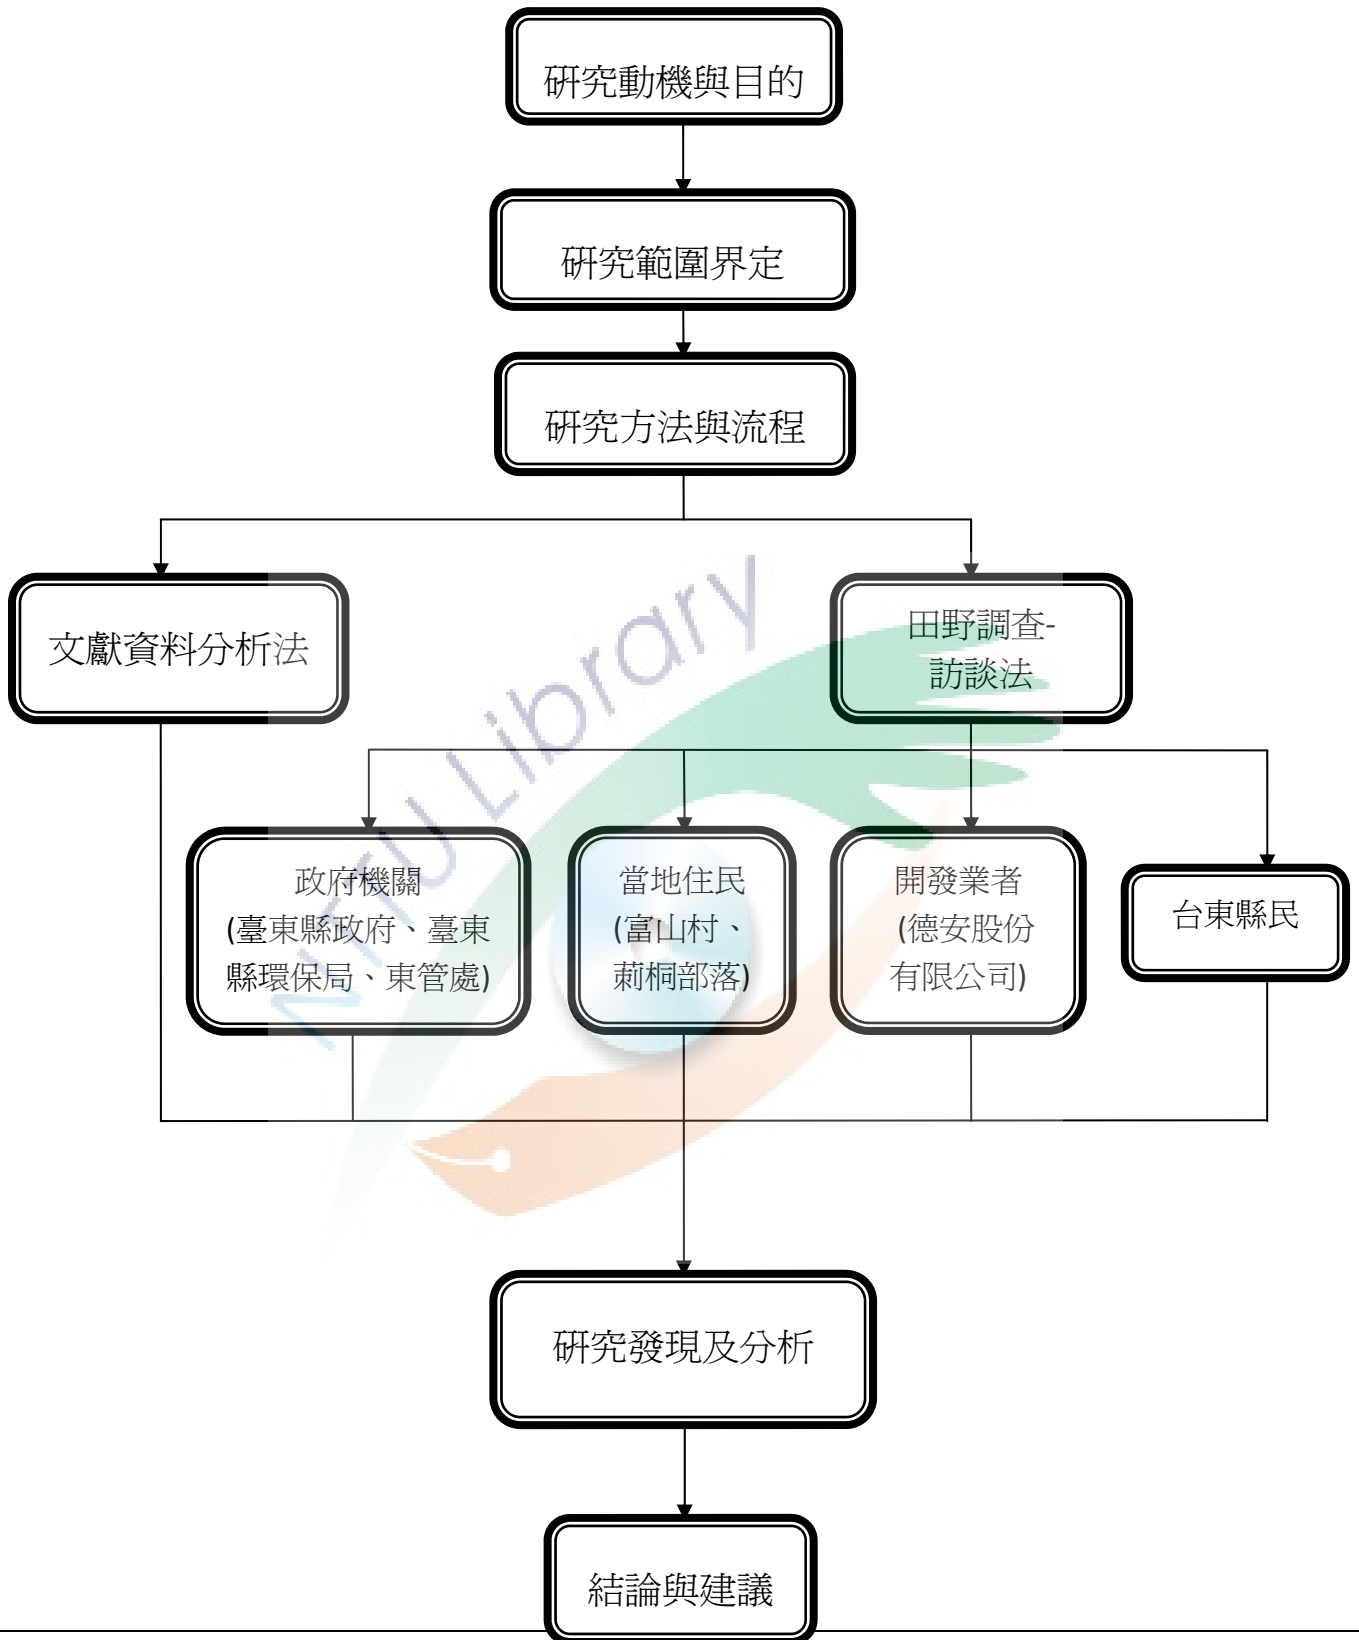 研究動機與目的
研究範圍界定
研究方法與流程
文獻資料分析法
田野調查-
訪談法
政府機關
(臺東縣政府、臺東
縣環保局、東管處)
當地住民
(富山村、
莿桐部落)
開發業者
(德安股份
有限公司)
台東縣民
研究發現及分析
結論與建議
NTTU Library